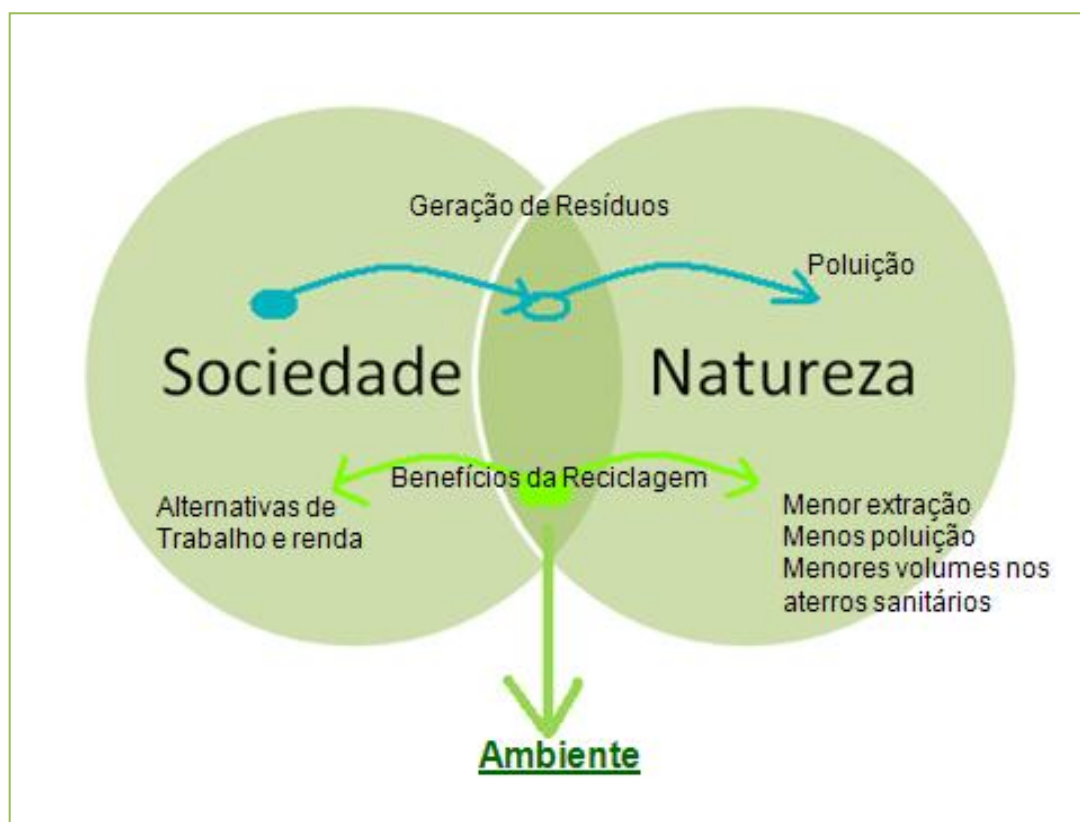 Geração de Resíduos
Poluição
Sociedade
Natureza
Benefícios da Reciclagem
Alternativas de
Trabalho e renda
Menor extração
Menos poluição
Menores volumes nos
aterros sanitários
Ambiente